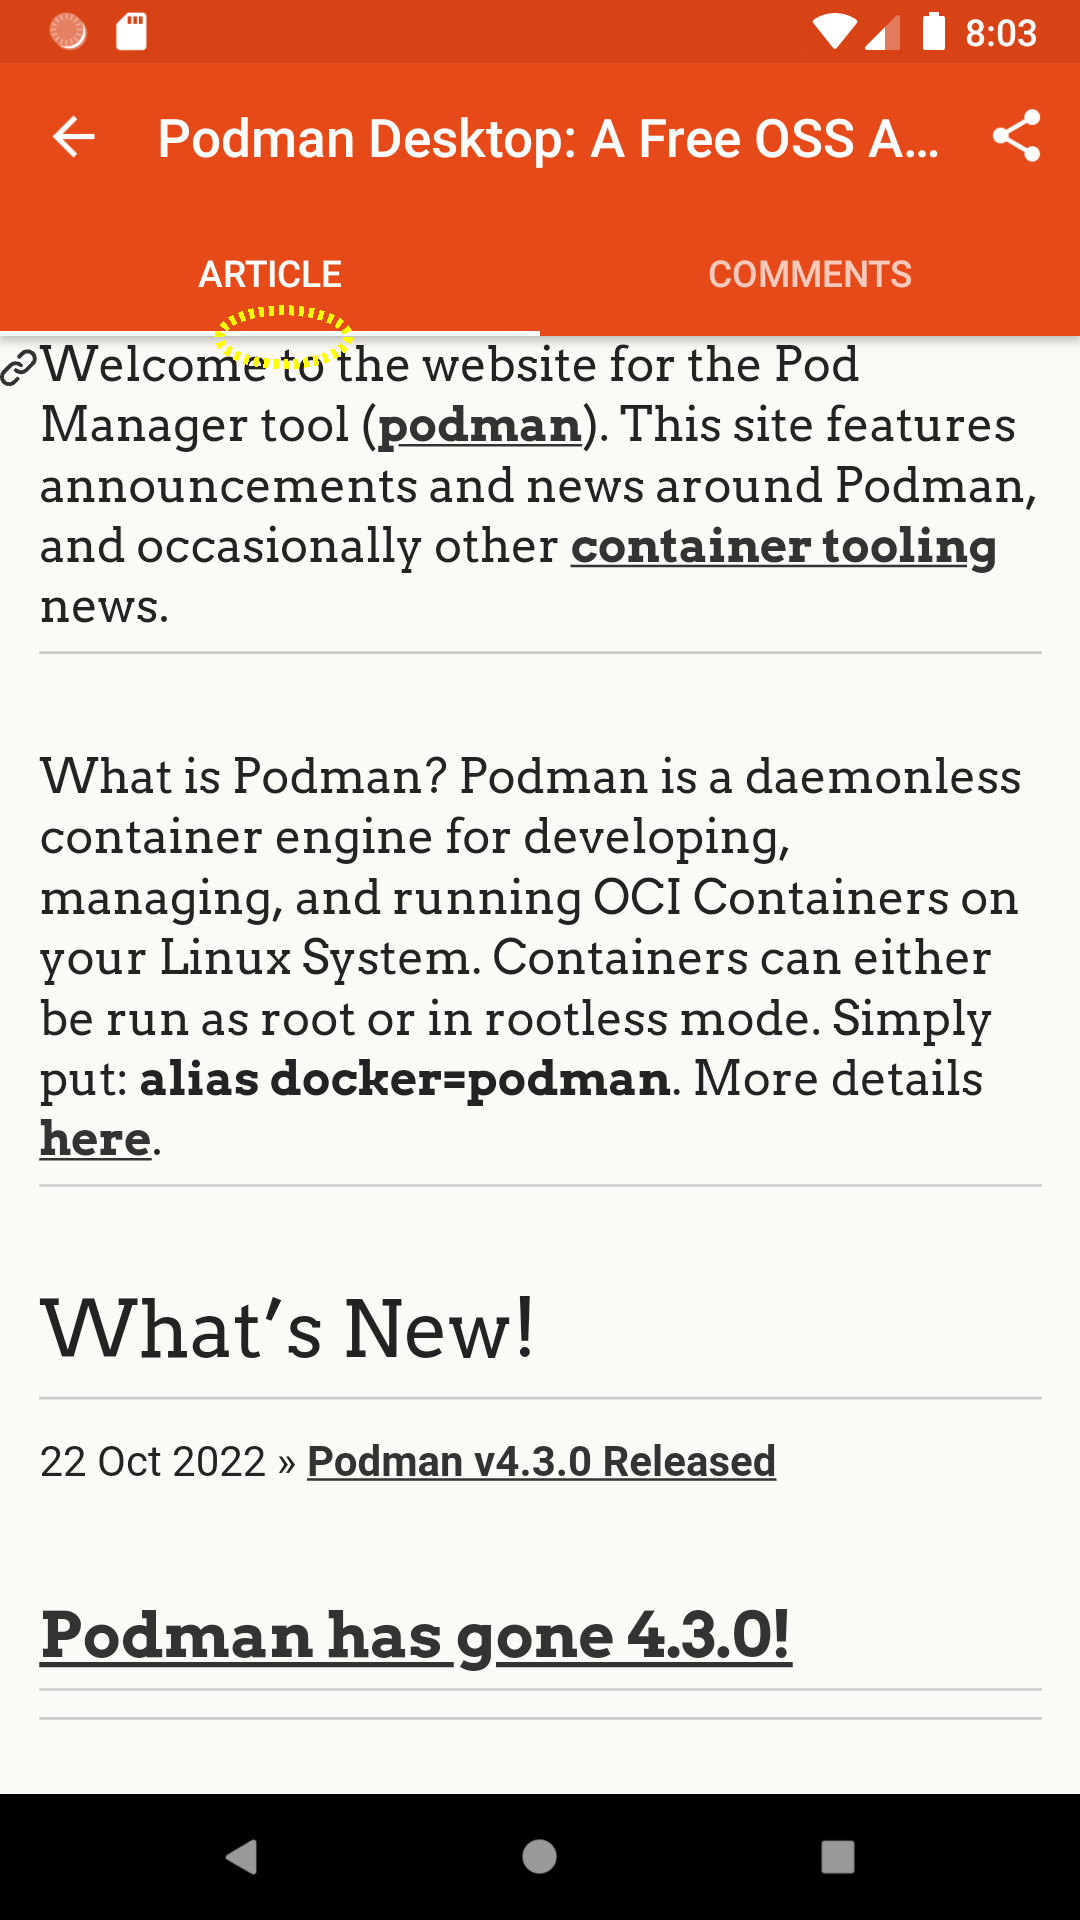 8:03
Podman Desktop: A Free OSS A...
ARTICLE
COMMENTS
Welcome to the website for the Pod
Manager tool (podman). This site features
announcements and news around Podman,
and occasionally other container tooling
news.
What is Podman? Podman is a daemonless
container engine for developing,
managing, and running OCI Containers on
your Linux System. Containers can either
be run as root or in rootless mode. Simply
put: alias docker=podman. More details
here.
What’s New!
22 Oct 2022 » Podman v4.3.0 Released
Podman has gone 4.3.0!